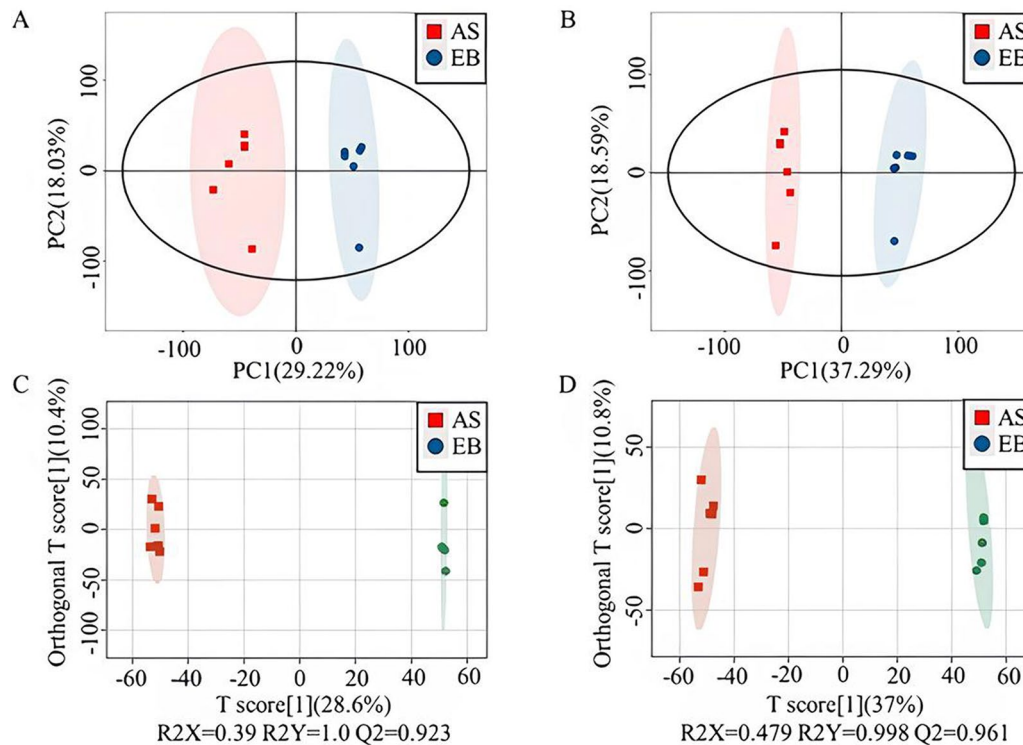 A
AS
EB
PC2(18.03%)
100
0
-100
-100
0
100
PC1(29.22%)
B
AS
EB
PC2(18.59%)
100
0
-100
-100
0
100
PC1(37.29%)
C
AS
EB
Orthogonal T score[1](10.4%)
100
50
0
-50
-100
-60
-40
-20
0
20
40
60
T score[1](28.6%)
R2X=0.39 R2Y=1.0 Q2=0.923
D
AS
EB
Orthogonal T score[1](10.8%)
50
0
-50
-60
-40
-20
0
20
40
60
T score[1](37%)
R2X=0.479 R2Y=0.998 Q2=0.961